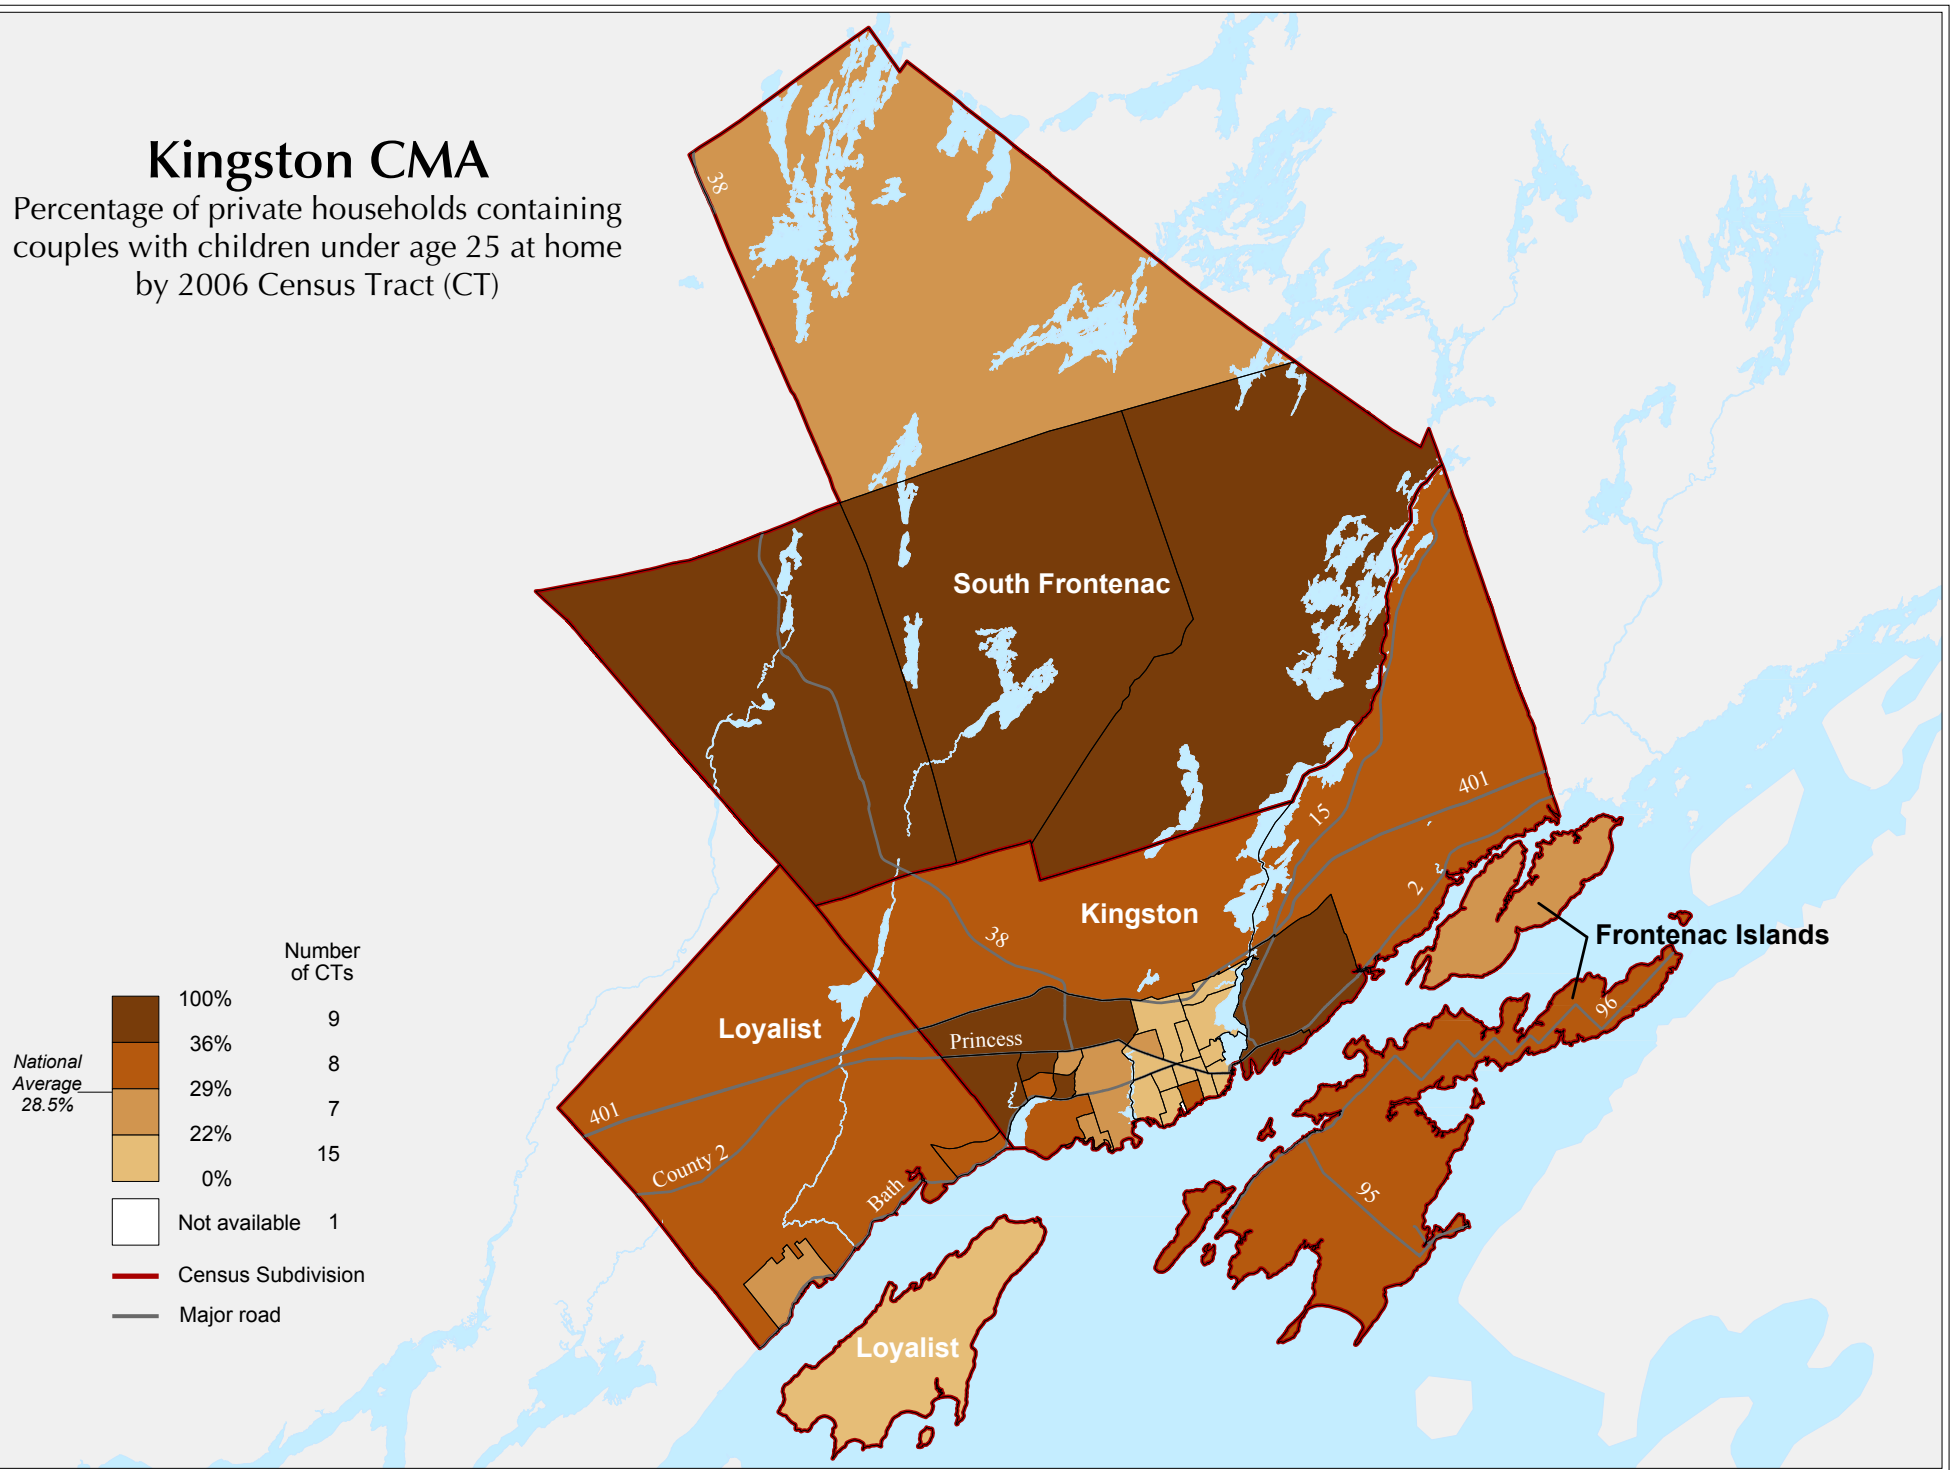 Kingston CMA
Percentage of private households containing
couples with children under age 25 at home
by 2006 Census Tract (CT)
38
South Frontenac
401
15
2
Kingston
38
Frontenac Islands
96
Loyalist
Princess
401
County 2
Bath
95
Loyalist
Number
of CTs
100%
9
36%
8
29%
7
22%
15
0%
National
Average
28.5%
Not available 1
Census Subdivision
Major road